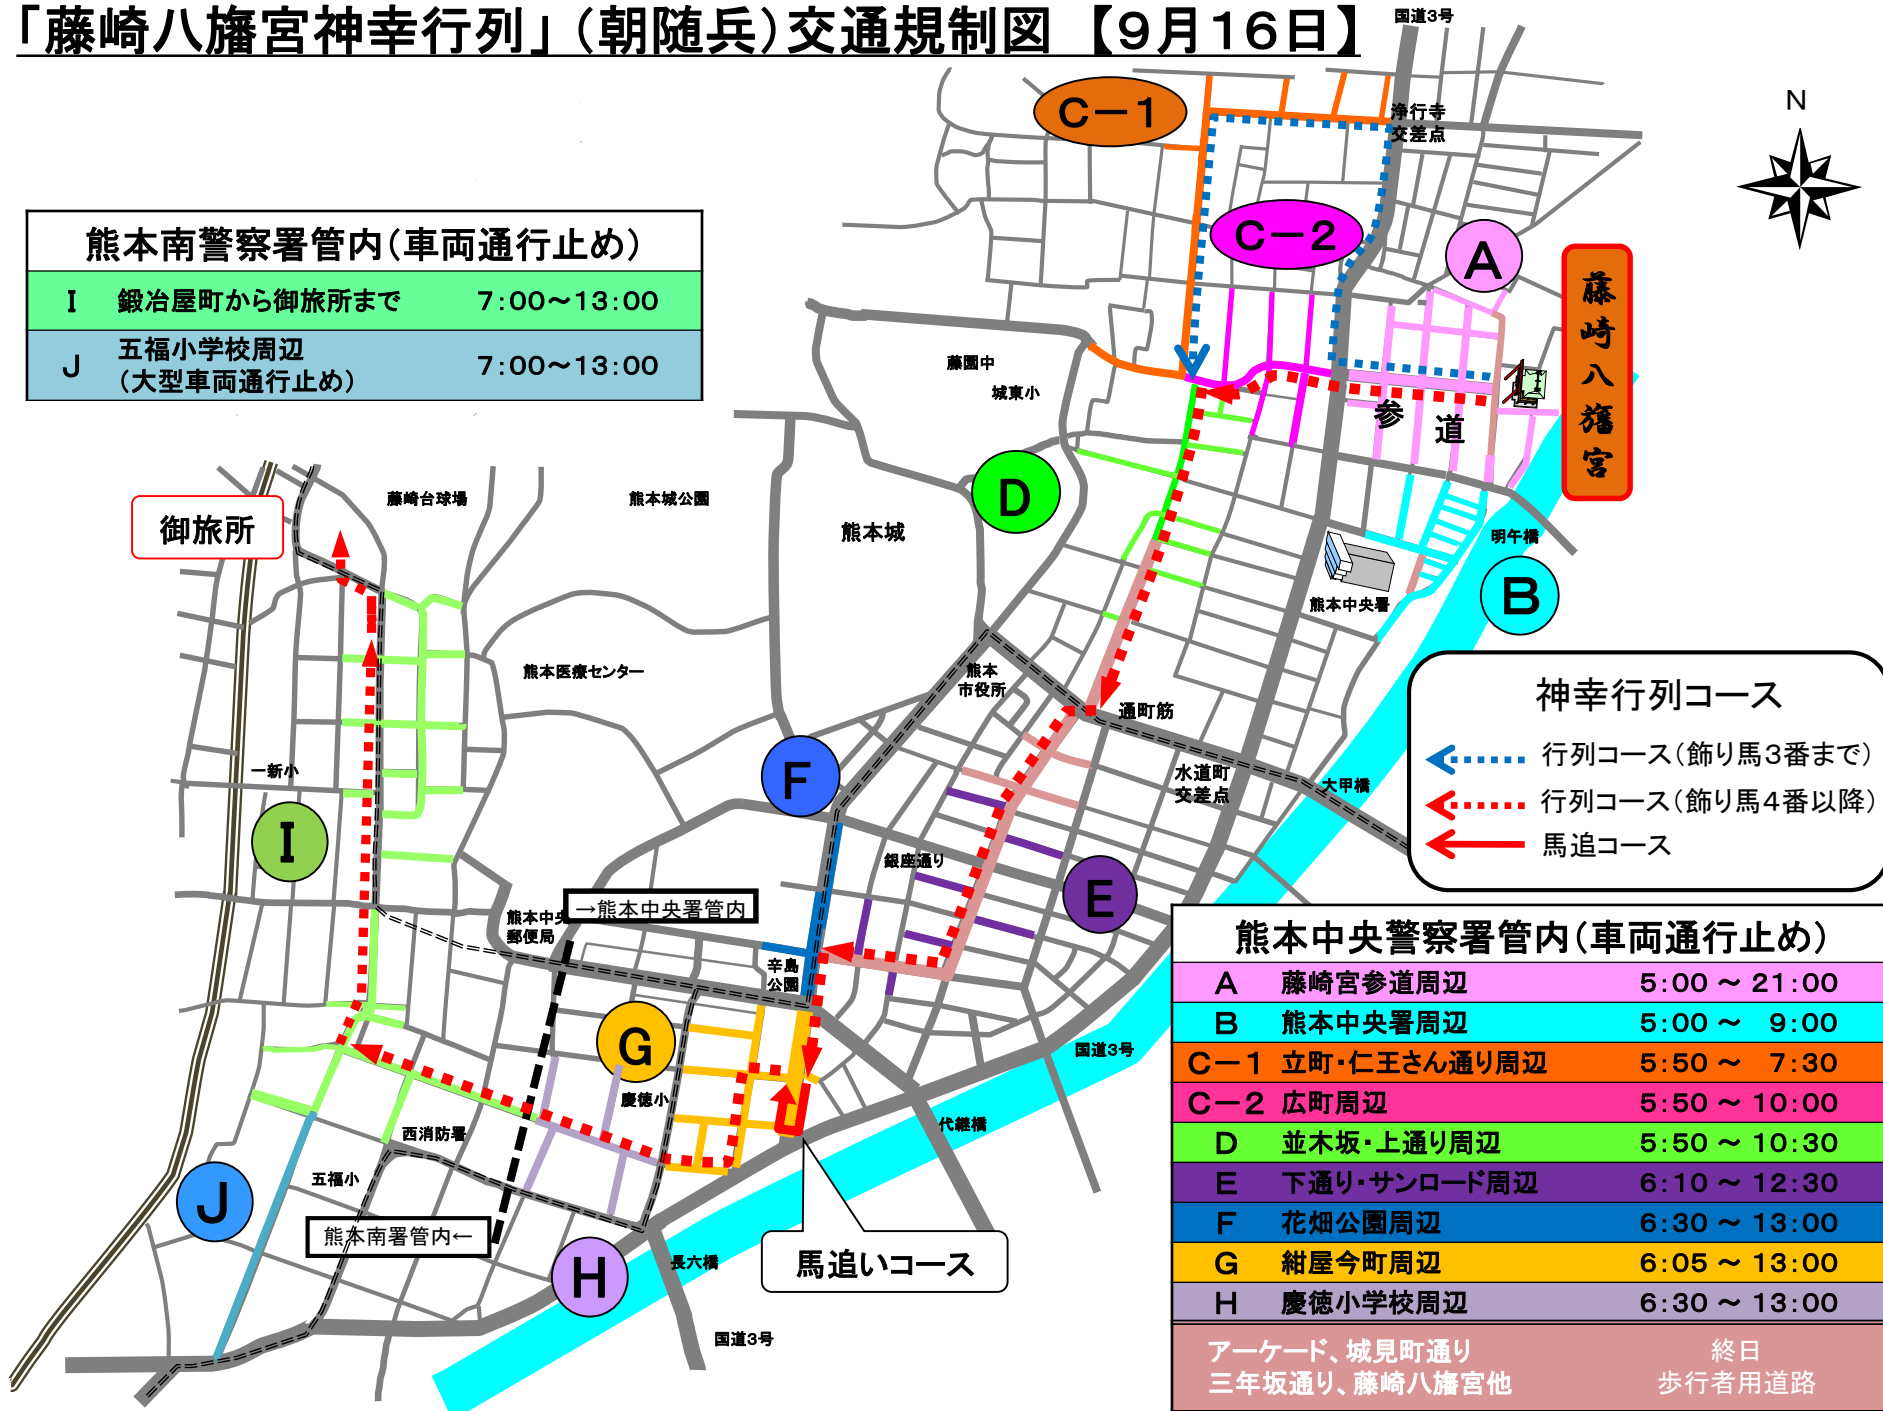 「藤崎八旛宮神幸行列」（朝随兵）交通規制図 【９月１６日】
国道3号
C－1
浄行寺
交差点
N
熊本南警察署管内（車両通行止め）
I 鍛冶屋町から御旅所まで 7：00～13：00
J 五福小学校周辺
（大型車両通行止め） 7：00～13：00
C－2
A
藤崎八旛宮
藤園中
城東小
参 道
D
藤崎台球場
熊本城公園
熊本城
御旅所
明午橋
B
熊本中央署
熊本
市役所
熊本医療センター
通町筋
神幸行列コース
行列コース（飾り馬３番まで）
行列コース（飾り馬４番以降）
馬追コース
F
一新小
水道町
交差点
大甲橋
I
銀座通り
E
熊本中央
郵便局
→熊本中央署管内
辛島
公園
G
国道3号
慶徳小
代継橋
西消防署
五福小
J
熊本南署管内←
H
長六橋
馬追いコース
国道3号
熊本中央警察署管内（車両通行止め）
A 藤崎宮参道周辺 5：00 ～ 21：00
B 熊本中央署周辺 5：00 ～ 9：00
C－1 立町・仁王さん通り周辺 5：50 ～ 7：30
C－2 広町周辺 5：50 ～ 10：00
D 並木坂・上通り周辺 5：50 ～ 10：30
E 下通り・サンロード周辺 6：10 ～ 12：30
F 花畑公園周辺 6：30 ～ 13：00
G 紺屋今町周辺 6：05 ～ 13：00
H 慶徳小学校周辺 6：30 ～ 13：00
アーケード、城見町通り 終日
三年坂通り、藤崎八旛宮他 歩行者用道路